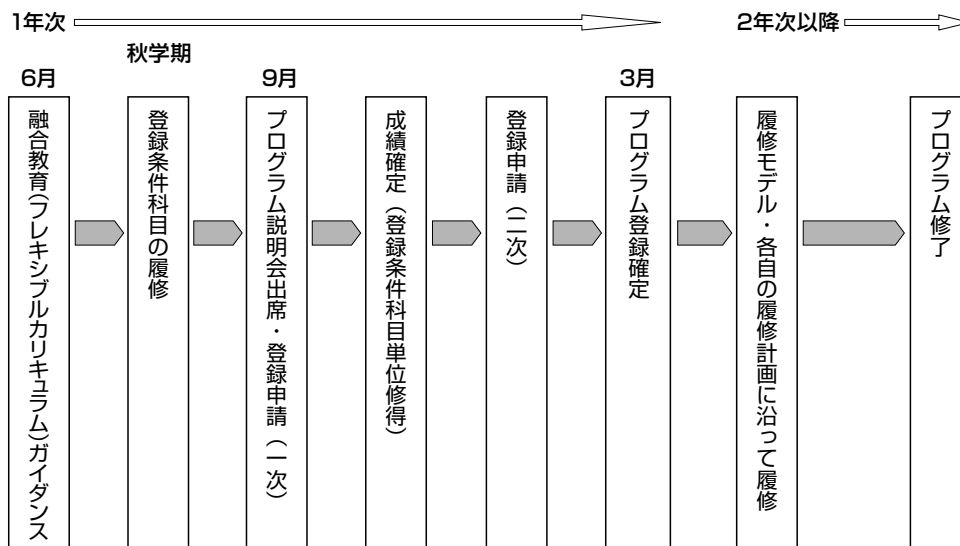 1年次
2年次以降
秋学期
6月
9月
3月
融合教育(フレキシブルカリキュラム)ガイダンス
登録条件科目の履修
プログラム説明会出席・登録申請（一次）
成績確定（登録条件科目単位修得）
登録申請（二次）
プログラム登録確定
履修モデル・各自の履修計画に沿って履修
プログラム修了